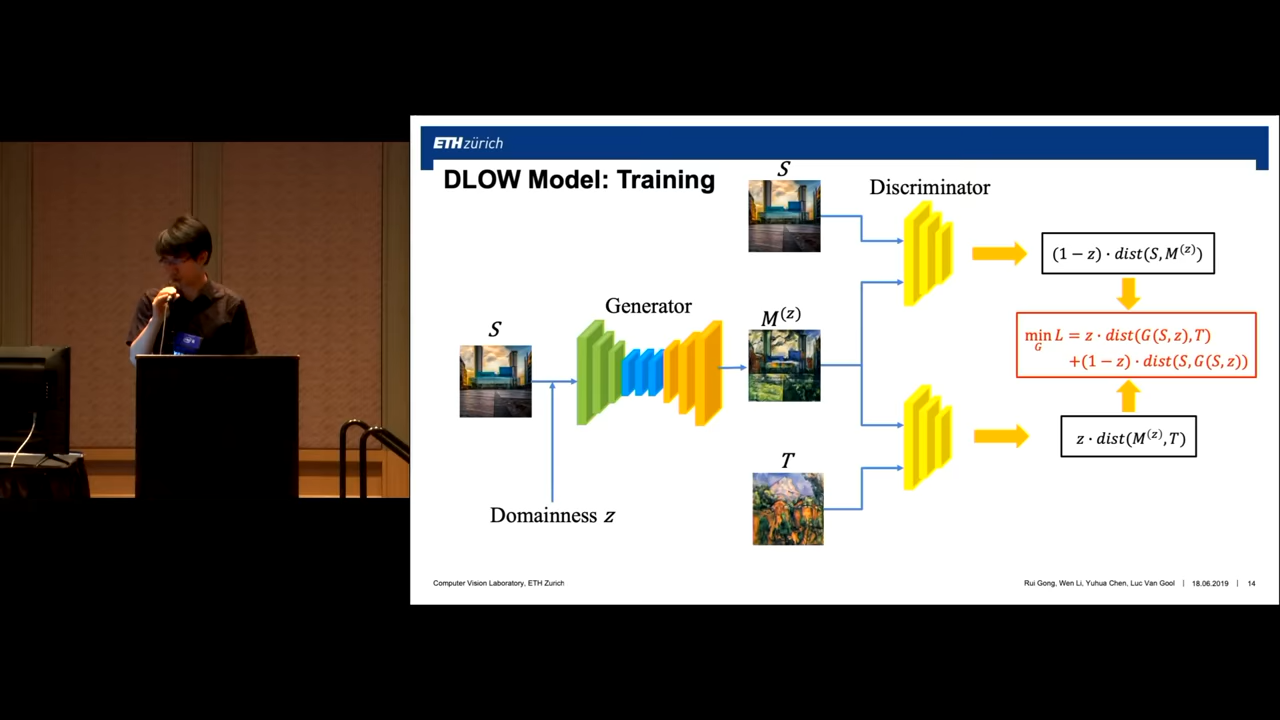 ETH zürich
DLOW Model: Training
S
Discriminator
(1 − z) · dist(S, M^(z))
Generator
M^(z)
S
min L = z · dist(G(S, z), T)
G
+(1 − z) · dist(S, G(S, z))
z · dist(M^(z), T)
T
Domainness z
Computer Vision Laboratory, ETH Zurich
Rui Gong, Wen Li, Yuhua Chen, Luc Van Gool | 18.06.2019 | 14